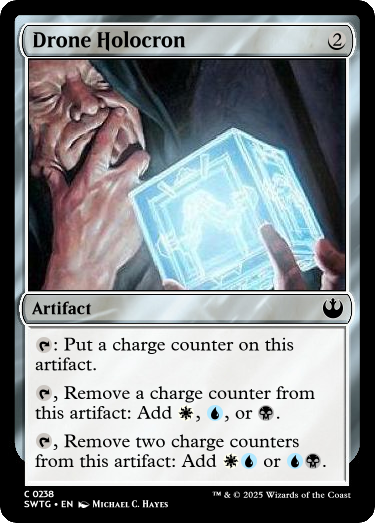 Drone Holocron 2
Artifact
: Put a charge counter on this
artifact.
, Remove a charge counter from
this artifact: Add , , or .
, Remove two charge counters
from this artifact: Add or .
C 0238
SWTG • EN Michael C. Hayes
™ & © 2025 Wizards of the Coast